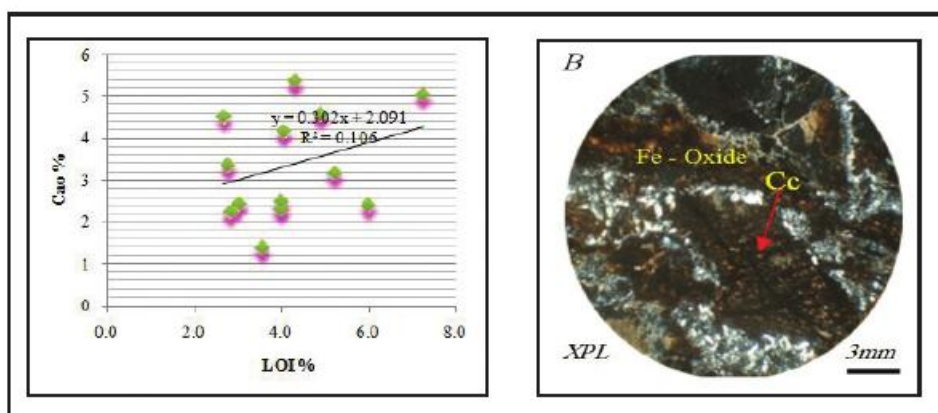 6
5
4
3
2
1
0
Cao %
y = 0.302x + 2.091
R² = 0.106
0.0 2.0 4.0 6.0 8.0
LOI%
B
Fe - Oxide
Cc
XPL
3mm